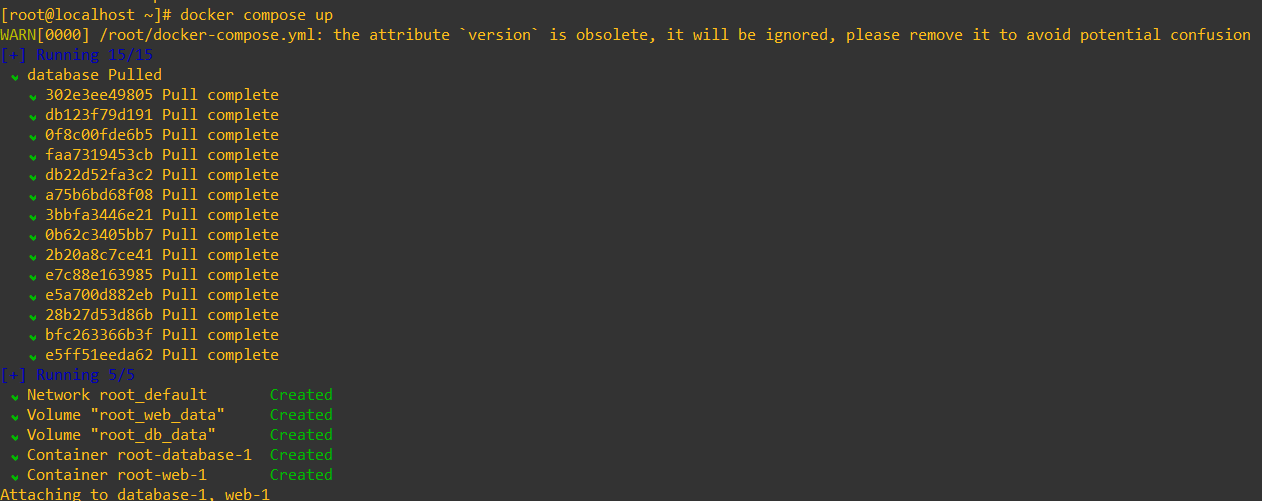 [root@localhost ~]# docker compose up
WARN[0000] /root/docker-compose.yml: the attribute `version` is obsolete, it will be ignored, please remove it to avoid potential confusion
[+] Running 15/15
✔ database Pulled
✔ 302e3ee49805 Pull complete
✔ db123f79d191 Pull complete
✔ 0f8c00fde6b5 Pull complete
✔ faa7319453cb Pull complete
✔ db22d52fa3c2 Pull complete
✔ a75b6bd68f08 Pull complete
✔ 3bbfa3446e21 Pull complete
✔ 0b62c3405bb7 Pull complete
✔ 2b20a8c7ce41 Pull complete
✔ e7c88e163985 Pull complete
✔ e5a700d882eb Pull complete
✔ 28b27d53d86b Pull complete
✔ bfc263366b3f Pull complete
✔ e5ff51eeda62 Pull complete
[+] Running 5/5
✔ Network root_default Created
✔ Volume "root_web_data" Created
✔ Volume "root_db_data" Created
✔ Container root-database-1 Created
✔ Container root-web-1 Created
Attaching to database-1, web-1